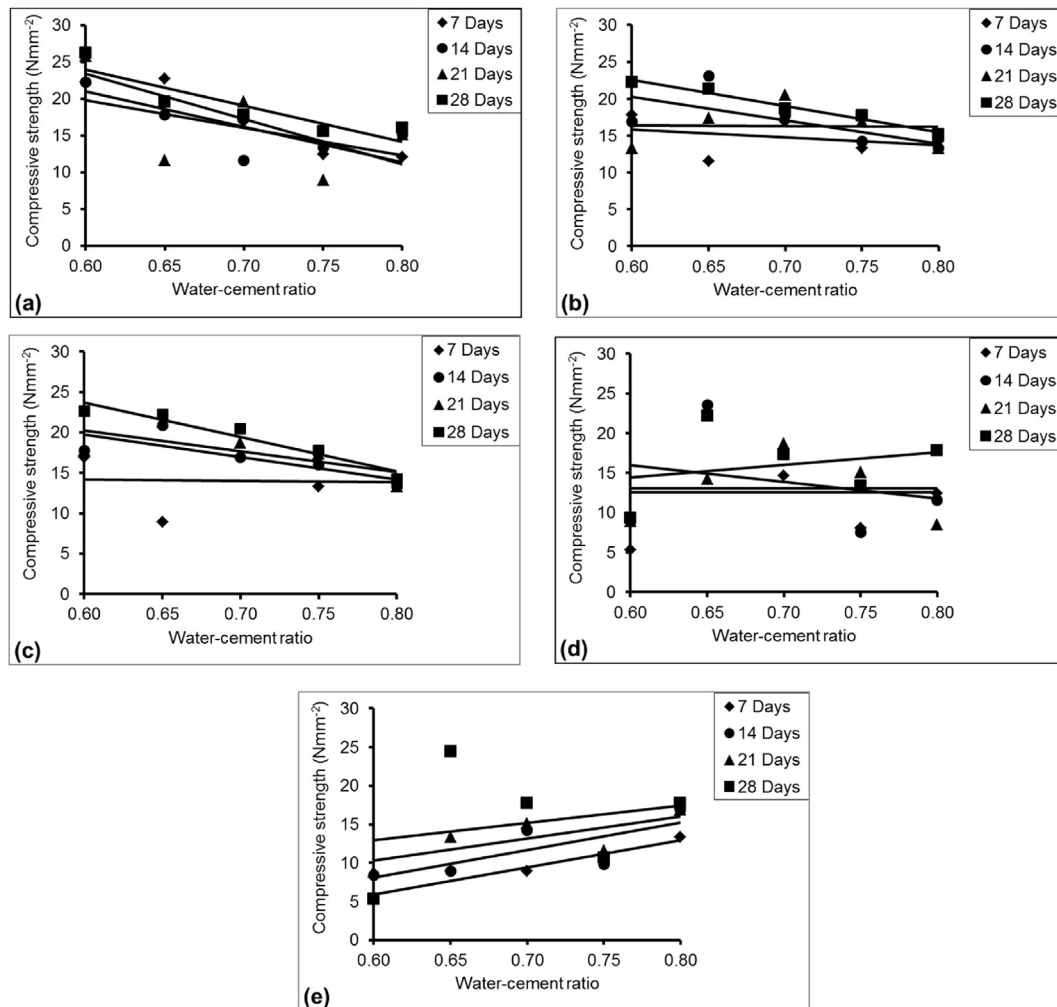 30
25
20
15
10
5
0
Compressive strength (Nmm⁻²)
0.60 0.65 0.70 0.75 0.80
Water-cement ratio
7 Days
14 Days
21 Days
28 Days
(a)
30
25
20
15
10
5
0
Compressive strength (Nmm⁻²)
0.60 0.65 0.70 0.75 0.80
Water-cement ratio
7 Days
14 Days
21 Days
28 Days
(b)
30
25
20
15
10
5
0
Compressive strength (Nmm⁻²)
0.60 0.65 0.70 0.75 0.80
Water-cement ratio
7 Days
14 Days
21 Days
28 Days
(c)
30
25
20
15
10
5
0
Compressive strength (Nmm⁻²)
0.60 0.65 0.70 0.75 0.80
Water-cement ratio
7 Days
14 Days
21 Days
28 Days
(d)
30
25
20
15
10
5
0
Compressive strength (Nmm⁻²)
0.60 0.65 0.70 0.75 0.80
Water-cement ratio
7 Days
14 Days
21 Days
28 Days
(e)